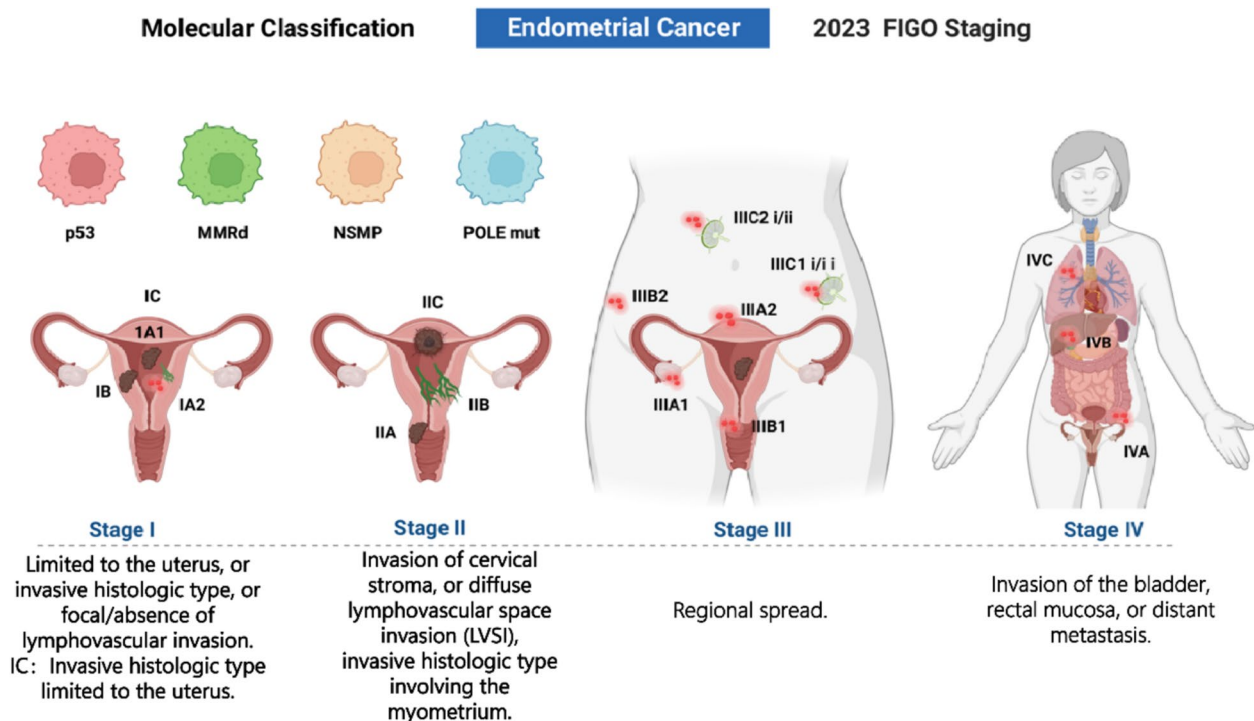 Molecular Classification
Endometrial Cancer
2023 FIGO Staging
p53
MMRd
NSMP
POLE mut
IC
1A1
IB
IA2
IIC
IIB
IIA
IIIC2 i/ii
IIIC1 i/i i
IIIB2
IIIA2
IIIA1
IIIB1
IVC
IVB
IVA
Stage I
Stage II
Stage III
Stage IV
Limited to the uterus, or
invasive histologic type, or
focal/absence of
lymphovascular invasion.
IC: Invasive histologic type
limited to the uterus.
Invasion of cervical
stroma, or diffuse
lymphovascular space
invasion (LVSI),
invasive histologic type
involving the
myometrium.
Regional spread.
Invasion of the bladder,
rectal mucosa, or distant
metastasis.